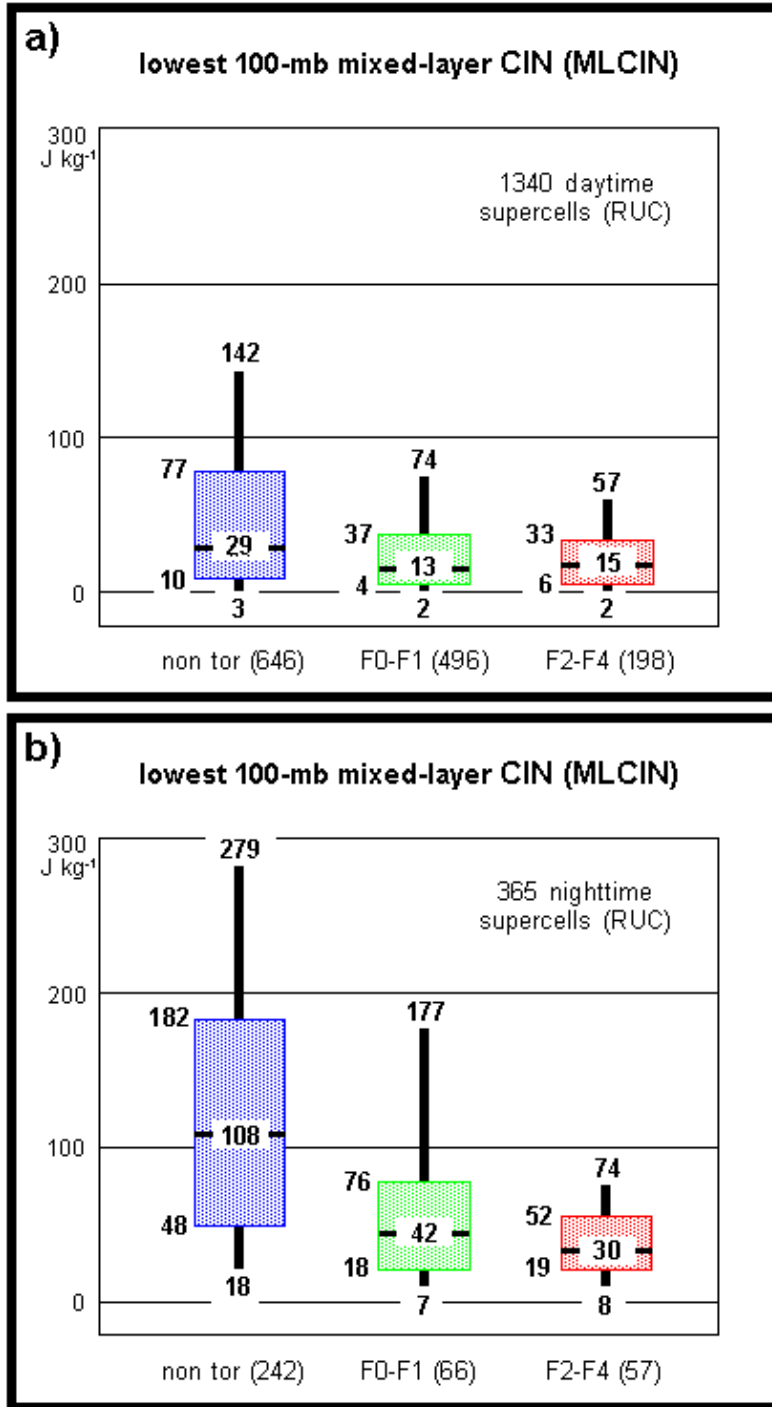 a)
lowest 100-mb mixed-layer CIN (MLCIN)
300
J kg⁻¹
1340 daytime
supercells (RUC)
200
142
100
77
74
57
37
33
29
13
15
10
4
6
0
3
2
2
non tor (646)
F0-F1 (496)
F2-F4 (198)
b)
lowest 100-mb mixed-layer CIN (MLCIN)
300
J kg⁻¹
279
365 nighttime
supercells (RUC)
200
182
177
100
108
76
74
52
48
42
30
18
19
18
0
7
8
non tor (242)
F0-F1 (66)
F2-F4 (57)